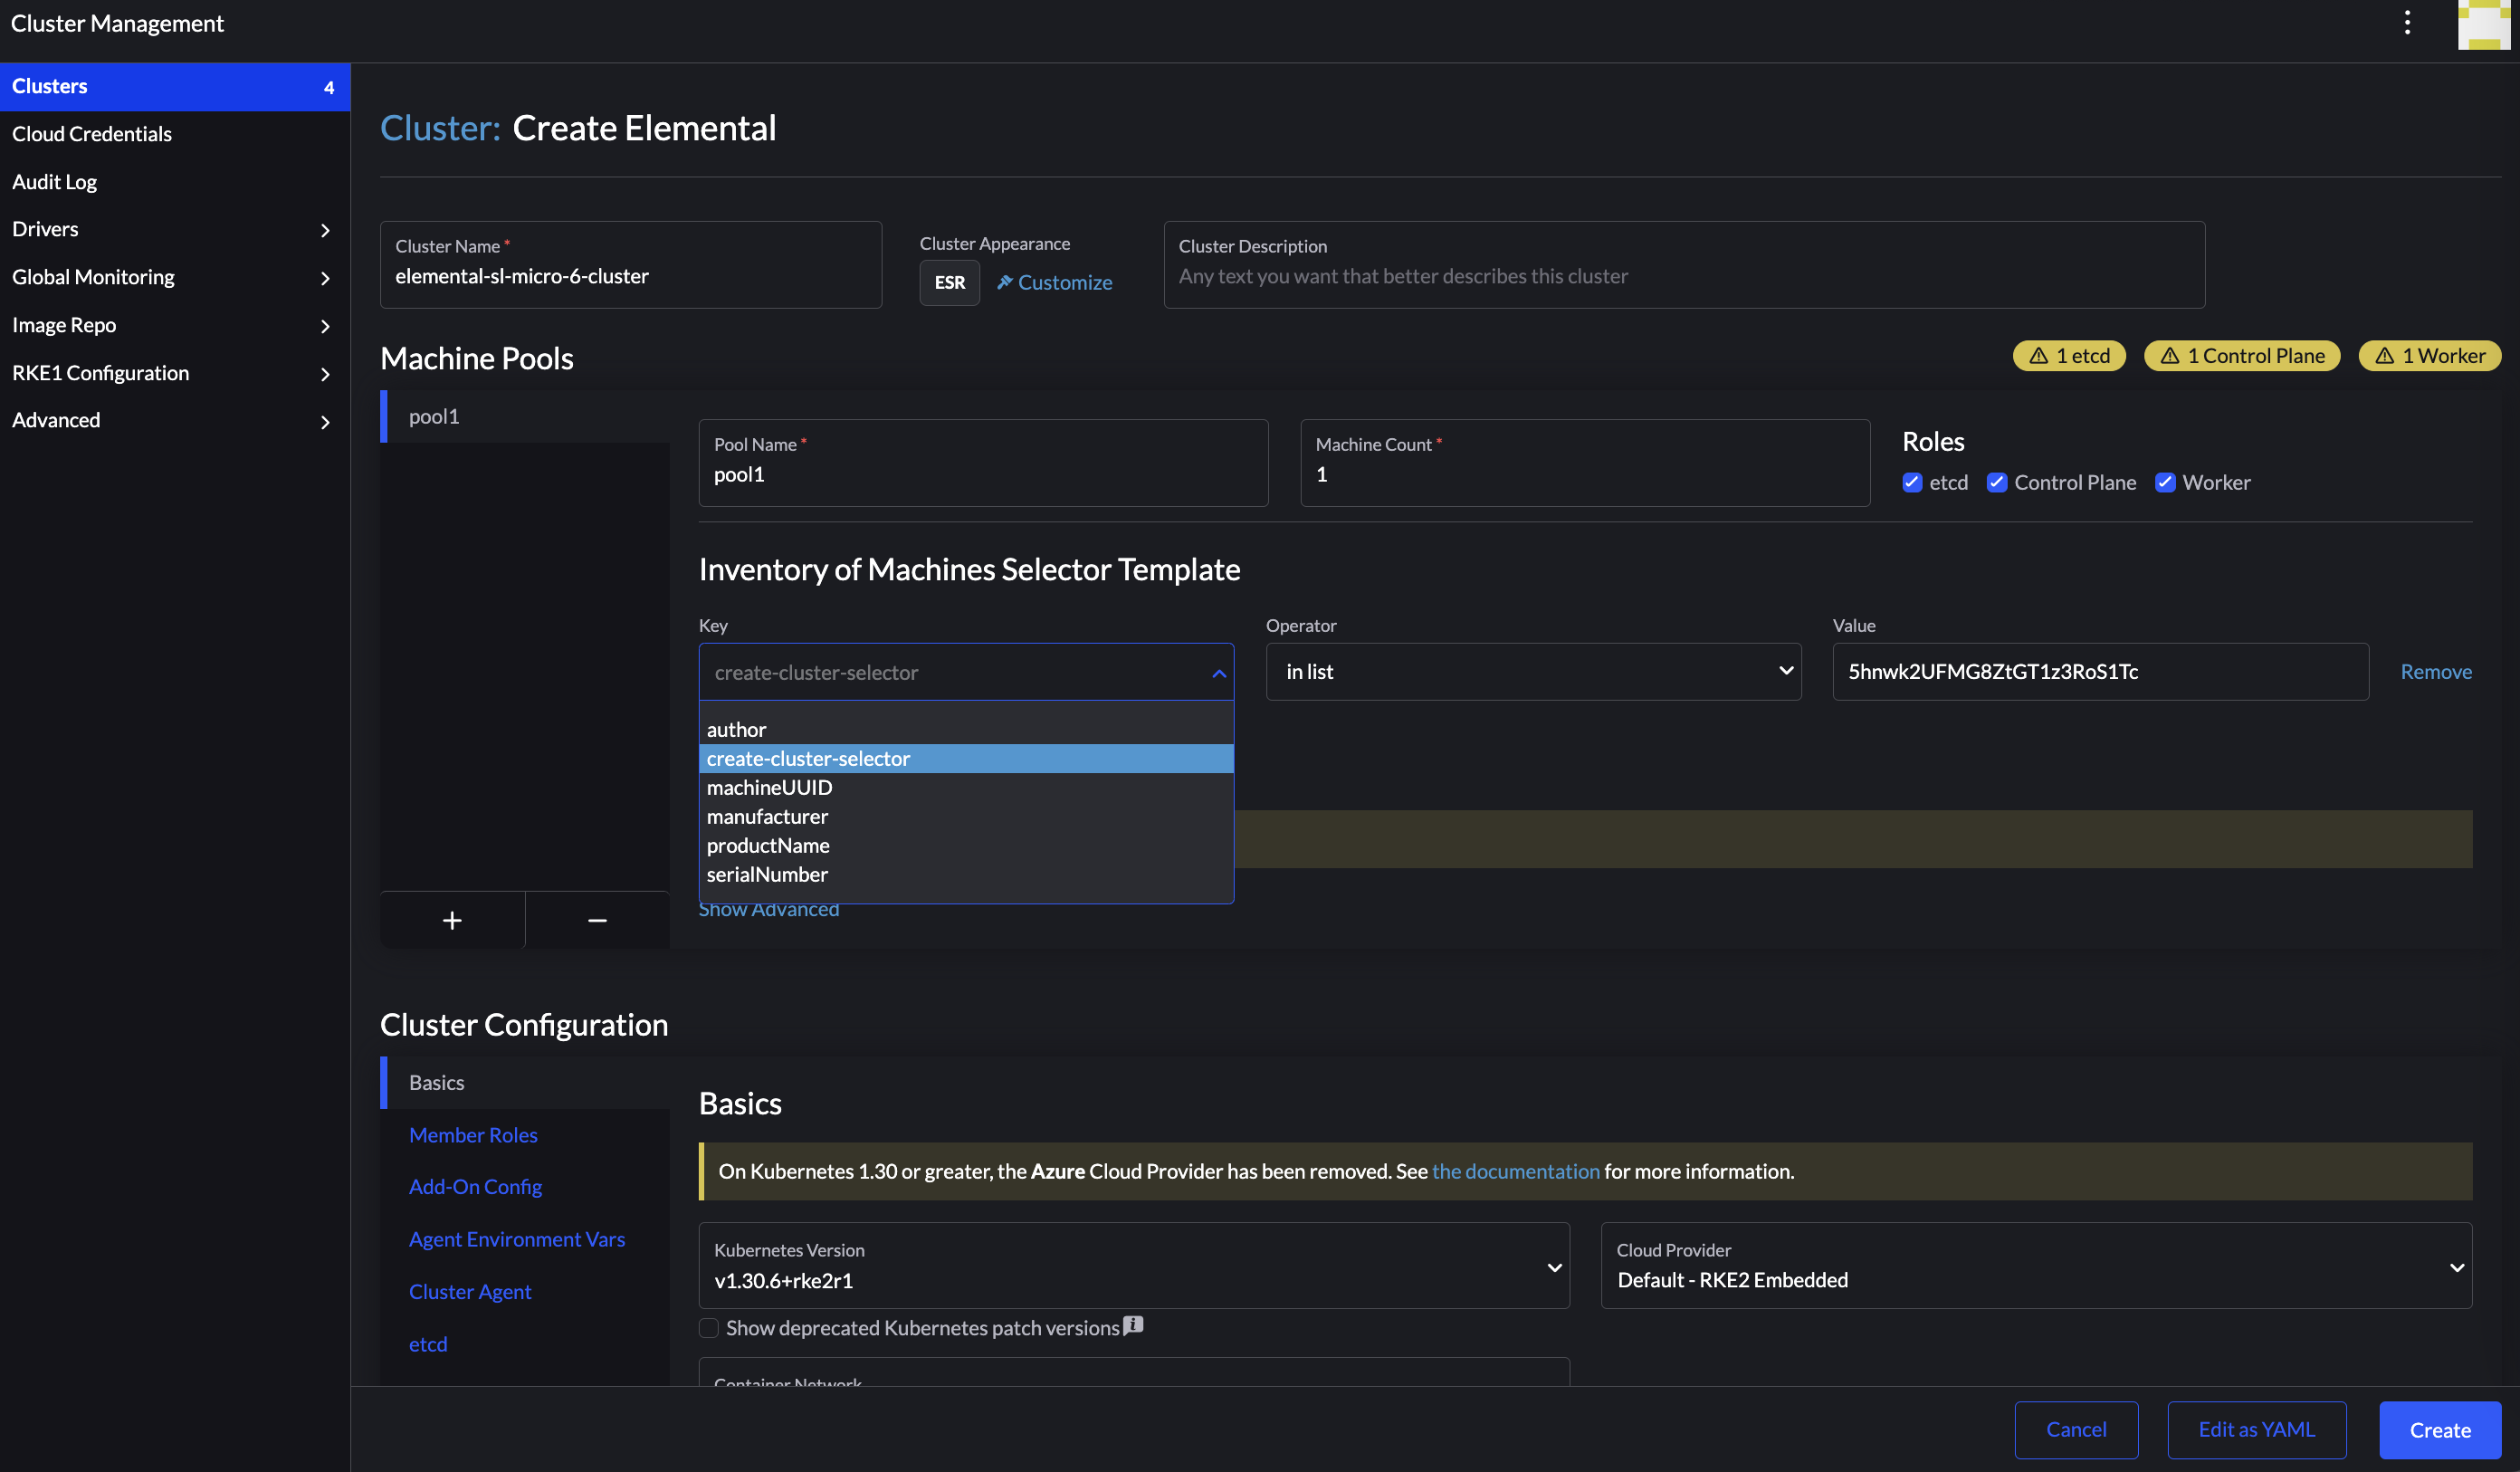 Cluster Management
Clusters 4
Cloud Credentials
Audit Log
Drivers
Global Monitoring
Image Repo
RKE1 Configuration
Advanced
Cluster: Create Elemental
Cluster Name *
elemental-sl-micro-6-cluster
Cluster Appearance
ESR Customize
Cluster Description
Any text you want that better describes this cluster
Machine Pools
1 etcd 1 Control Plane 1 Worker
pool1
Pool Name *
pool1
Machine Count *
1
Roles
etcd Control Plane Worker
Inventory of Machines Selector Template
Key Operator Value
create-cluster-selector in list 5hnwk2UFMG8ZtGT1z3RoS1Tc Remove
author
create-cluster-selector
machineUUID
manufacturer
productName
serialNumber
Show Advanced
+ −
Cluster Configuration
Basics
Member Roles
Add-On Config
Agent Environment Vars
Cluster Agent
etcd
Basics
On Kubernetes 1.30 or greater, the Azure Cloud Provider has been removed. See the documentation for more information.
Kubernetes Version
v1.30.6+rke2r1
Cloud Provider
Default - RKE2 Embedded
Show deprecated Kubernetes patch versions
Container Network
Cancel Edit as YAML Create